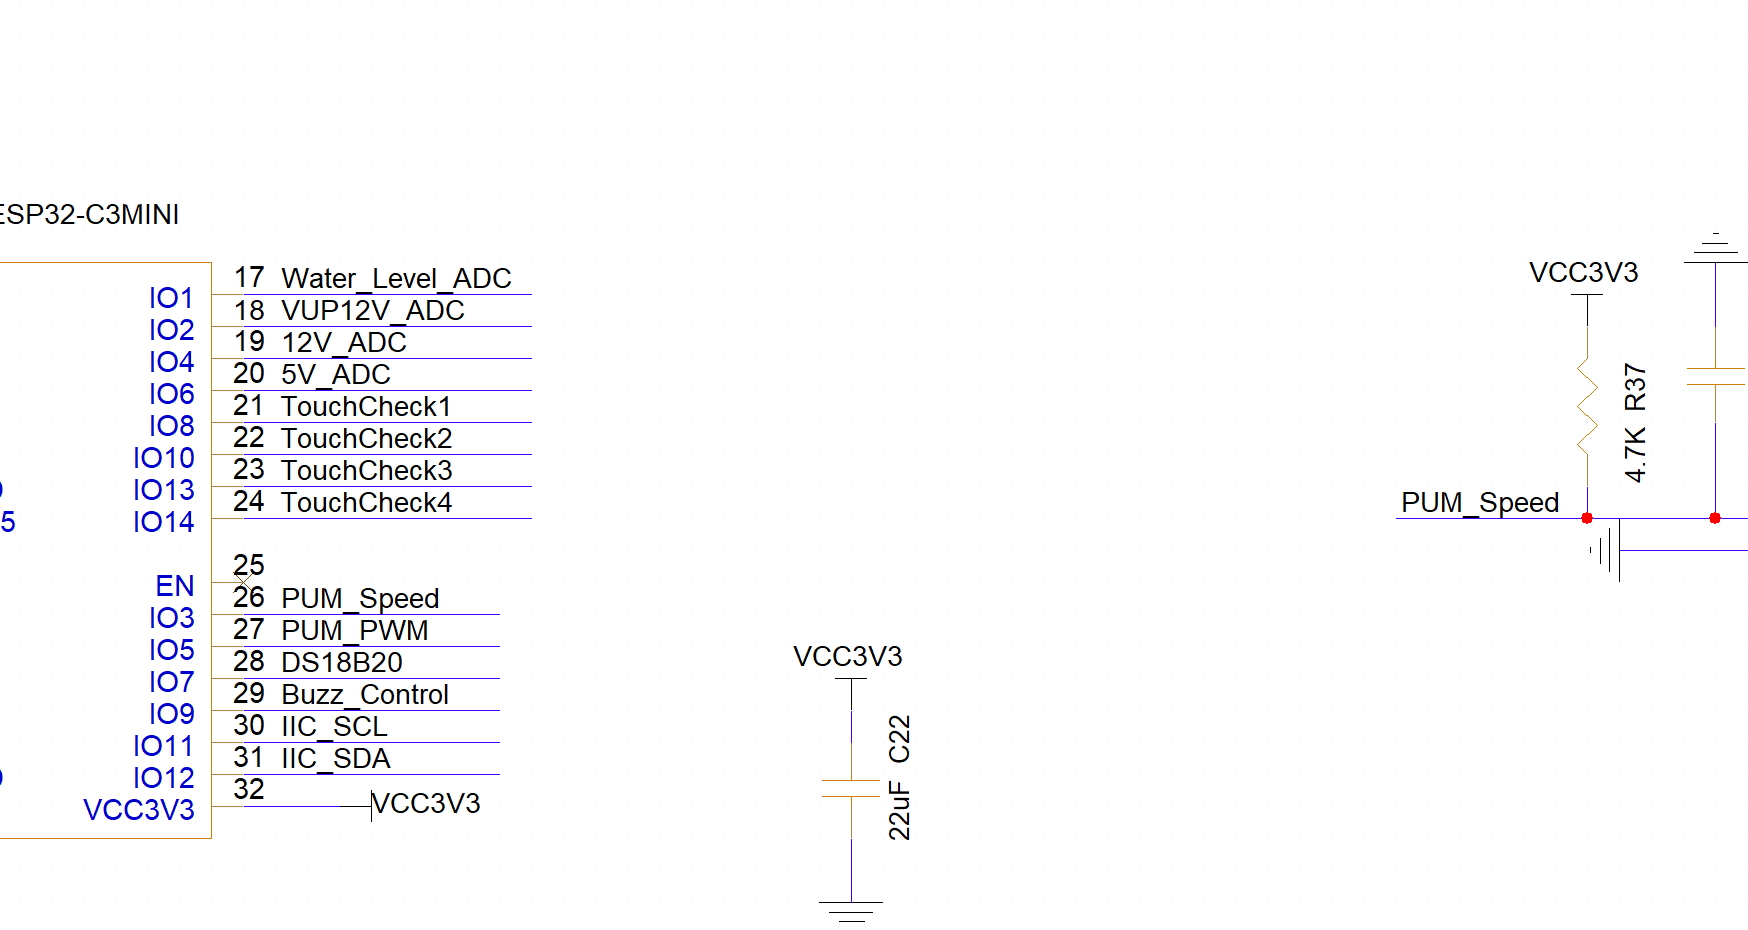 ESP32-C3MINI
IO1 17 Water_Level_ADC
IO2 18 VUP12V_ADC
IO4 19 12V_ADC
IO6 20 5V_ADC
IO8 21 TouchCheck1
IO10 22 TouchCheck2
IO13 23 TouchCheck3
5 IO14 24 TouchCheck4
EN 25
IO3 26 PUM_Speed
IO5 27 PUM_PWM
IO7 28 DS18B20
IO9 29 Buzz_Control
IO11 30 IIC_SCL
IO12 31 IIC_SDA
VCC3V3 32 VCC3V3
VCC3V3
22uF C22
VCC3V3
4.7K R37
PUM_Speed